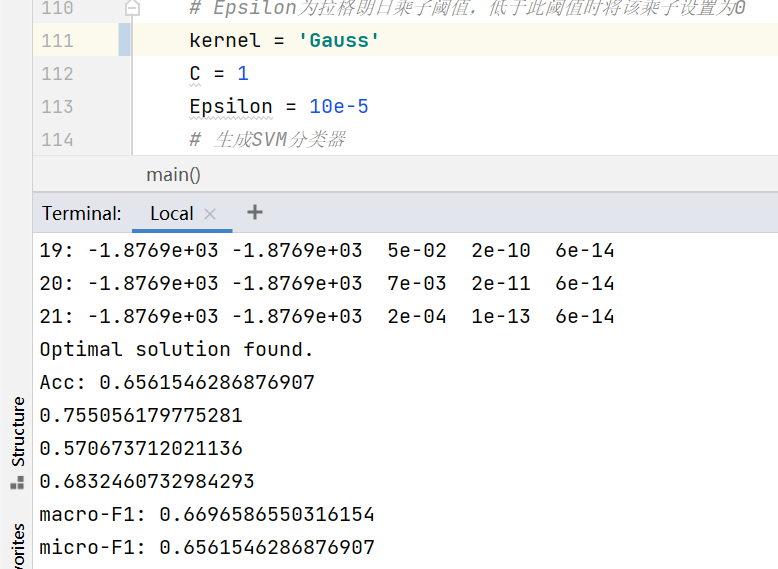 110 # Epsilon为拉格朗日乘子阈值，低于此阈值时将该乘子设置为0
111 kernel = 'Gauss'
112 C = 1
113 Epsilon = 10e-5
114 # 生成SVM分类器
main()
Terminal: Local × +
19: -1.8769e+03 -1.8769e+03 5e-02 2e-10 6e-14
20: -1.8769e+03 -1.8769e+03 7e-03 2e-11 6e-14
21: -1.8769e+03 -1.8769e+03 2e-04 1e-13 6e-14
Optimal solution found.
Acc: 0.6561546286876907
0.755056179775281
0.570673712021136
0.6832460732984293
macro-F1: 0.6696586550316154
micro-F1: 0.6561546286876907
Structure
vorites